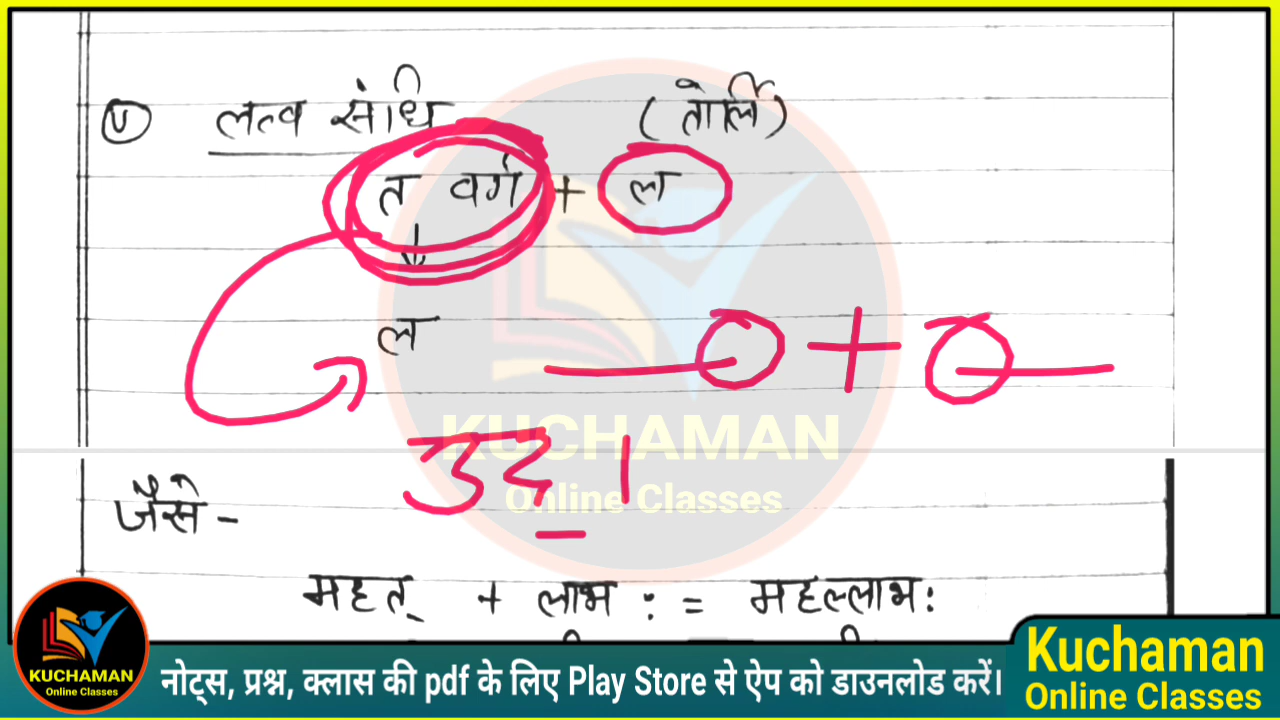 V लत्व संधि (तोर्लि)
त वर्ग + ल
↓
ल
+
KUCHAMAN
उद् ।
Online Classes
जैसे -
महत् + लाभ : = महल्लाभ:
KUCHAMAN
Online Classes
नोट्स, प्रश्न, क्लास की pdf के लिए Play Store से ऐप को डाउनलोड करें।
Kuchaman
Online Classes